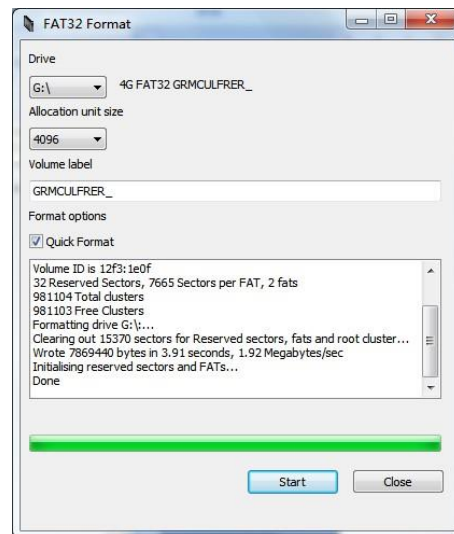 FAT32 Format
Drive
G:\ 4G FAT32 GRMCULFRER_
Allocation unit size
4096
Volume label
GRMCULFRER_
Format options
Quick Format
Volume ID is 12f3:1e0f
32 Reserved Sectors, 7665 Sectors per FAT, 2 fats
981104 Total clusters
981103 Free Clusters
Formatting drive G:\:...
Clearing out 15370 sectors for Reserved sectors, fats and root cluster...
Wrote 7869440 bytes in 3.91 seconds, 1.92 Megabytes/sec
Initialising reserved sectors and FATs...
Done
Start Close